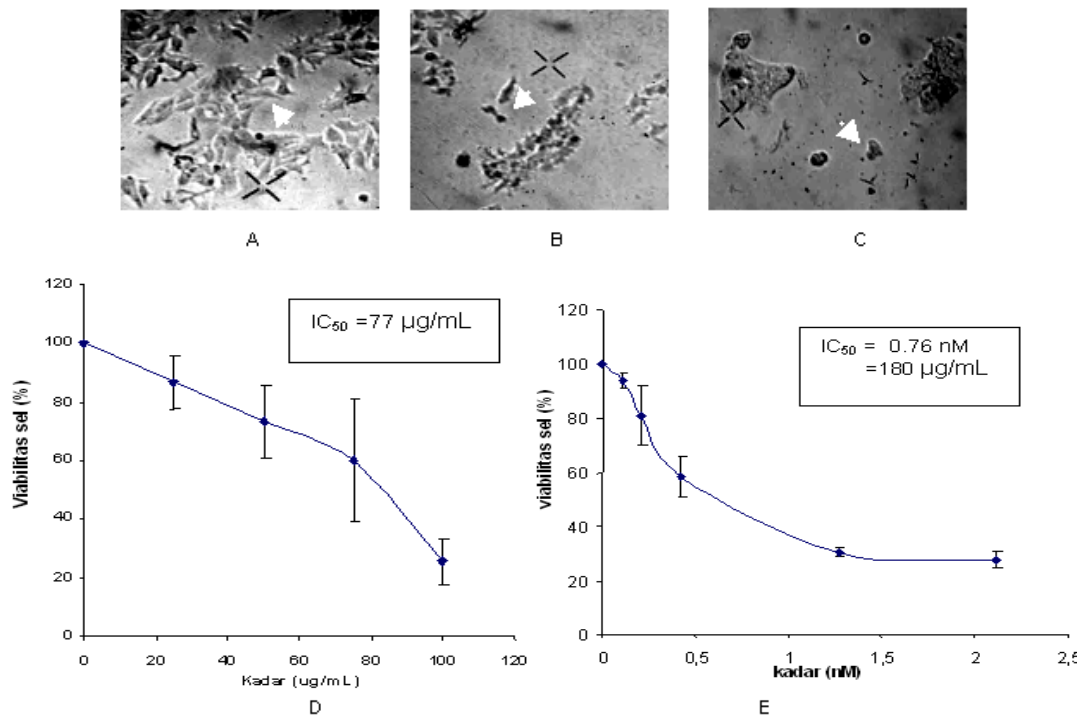 A
B
C
120
100
80
60
40
20
0
Viabilitas sel (%)
IC₅₀ =77 µg/mL
0 20 40 60 80 100 120
Kadar (ug/mL)
D
120
100
80
60
40
20
0
viabilitas sel (%)
IC₅₀ = 0.76 nM
=180 µg/mL
0 0,5 1 1,5 2 2,5
kadar (nM)
E